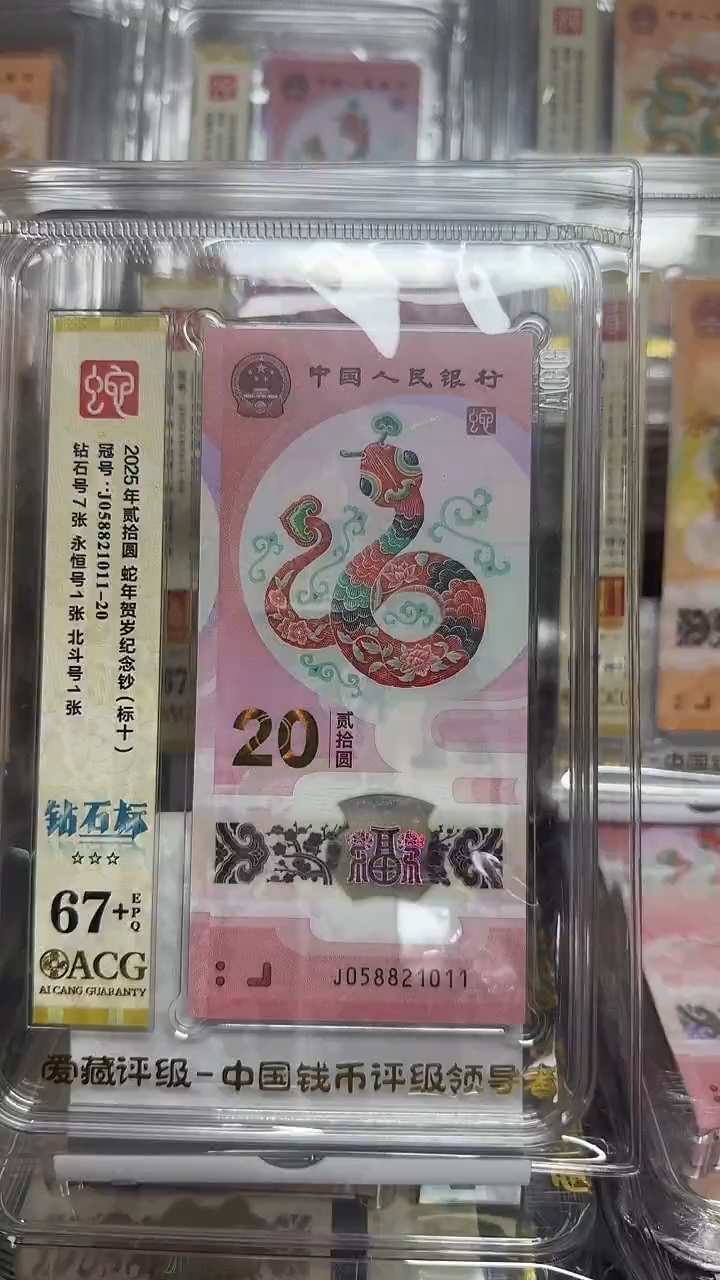 中国人民银行
蛇
20
贰拾圆
福
J058821011
蛇
2025年贰拾圆 蛇年贺岁纪念钞(标十)
冠号:J058821011-20
钻石号7张 永恒号1张 北斗号1张
钻石标
☆☆☆
67+EPQ
ACG
AI CANG GUARANTY
爱藏评级-中国钱币评级领导者